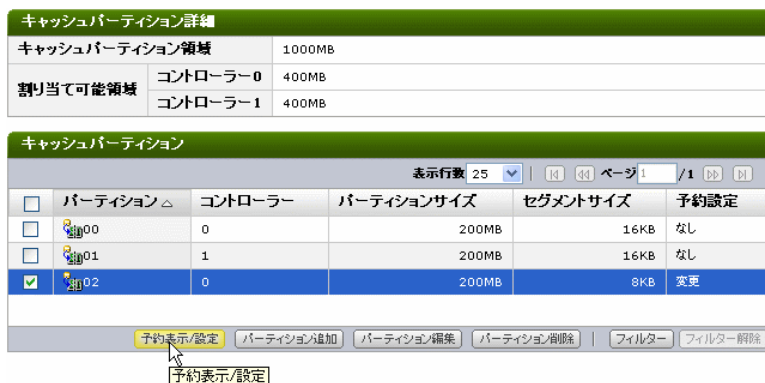 キャッシュパーティション詳細
キャッシュパーティション領域 1000MB
割り当て可能領域 コントローラー0 400MB
コントローラー1 400MB
キャッシュパーティション
表示行数 25 ページ 1 /1
パーティション コントローラー パーティションサイズ セグメントサイズ 予約設定
00 0 200MB 16KB なし
01 1 200MB 16KB なし
02 0 200MB 8KB 変更
予約表示/設定 パーティション追加 パーティション編集 パーティション削除 | フィルター フィルター解除
予約表示/設定